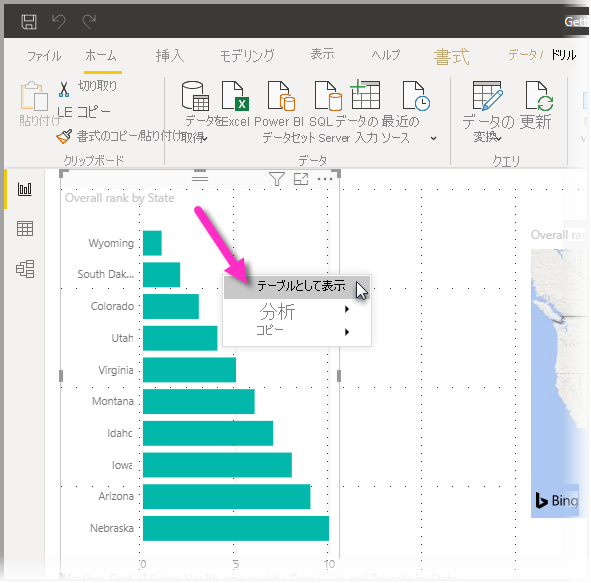 Gett
ファイル ホーム 挿入 モデリング 表示 ヘルプ 書式 データ / ドリル
切り取り
LE コピー
貼り付け
書式のコピー/貼り付け
データを Excel Power BI SQL データの 最近の
取得 データセット Server 入力 ソース
データの 更新
変換
クリップボード データ クエリ
Overall rank by State
Wyoming
South Dak...
Colorado
Utah
Virginia
Montana
Idaho
Iowa
Arizona
Nebraska
0 5 10
テーブルとして表示
分析
コピー
Overall ran
Bing